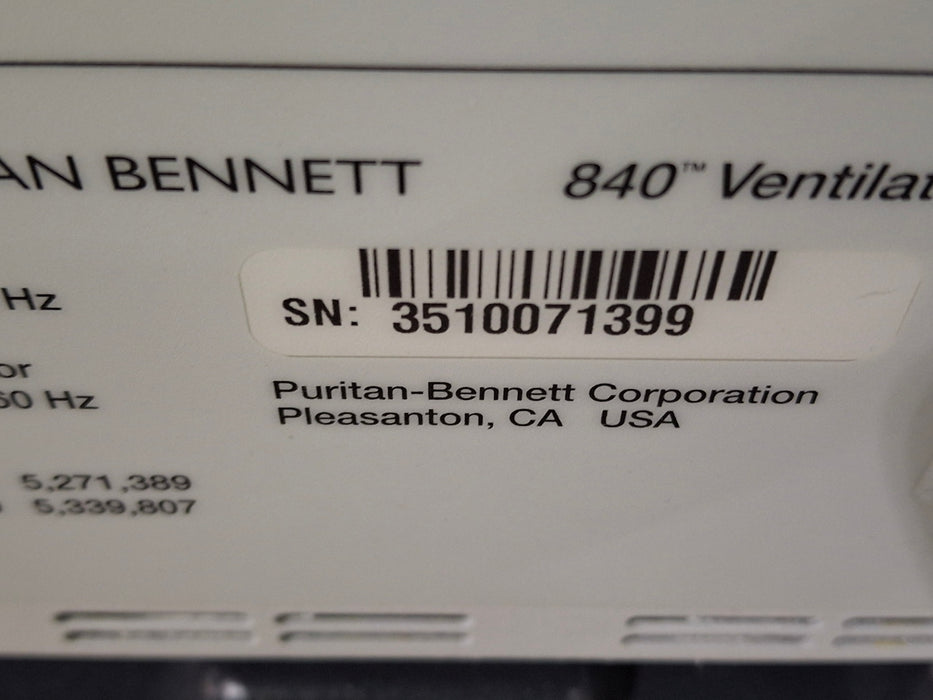 AN BENNETT 840™ Ventilat
Hz
SN: 3510071399
or
60 Hz
Puritan-Bennett Corporation
Pleasanton, CA USA
5,271,389
5,339,807